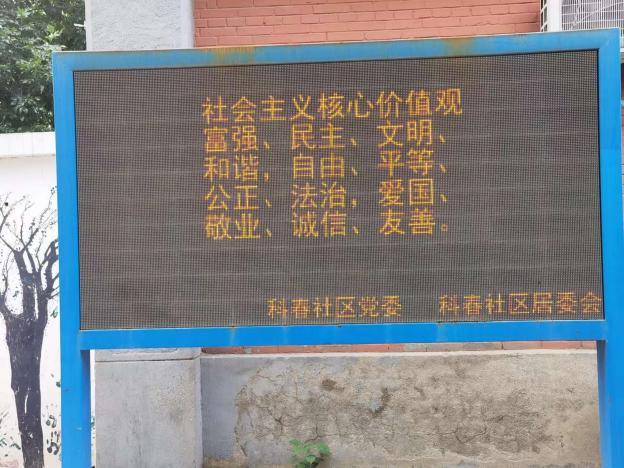 社会主义核心价值观
富强、民主、文明、
和谐，自由、平等、
公正、法治，爱国、
敬业、诚信、友善。
科春社区党委 科春社区居委会